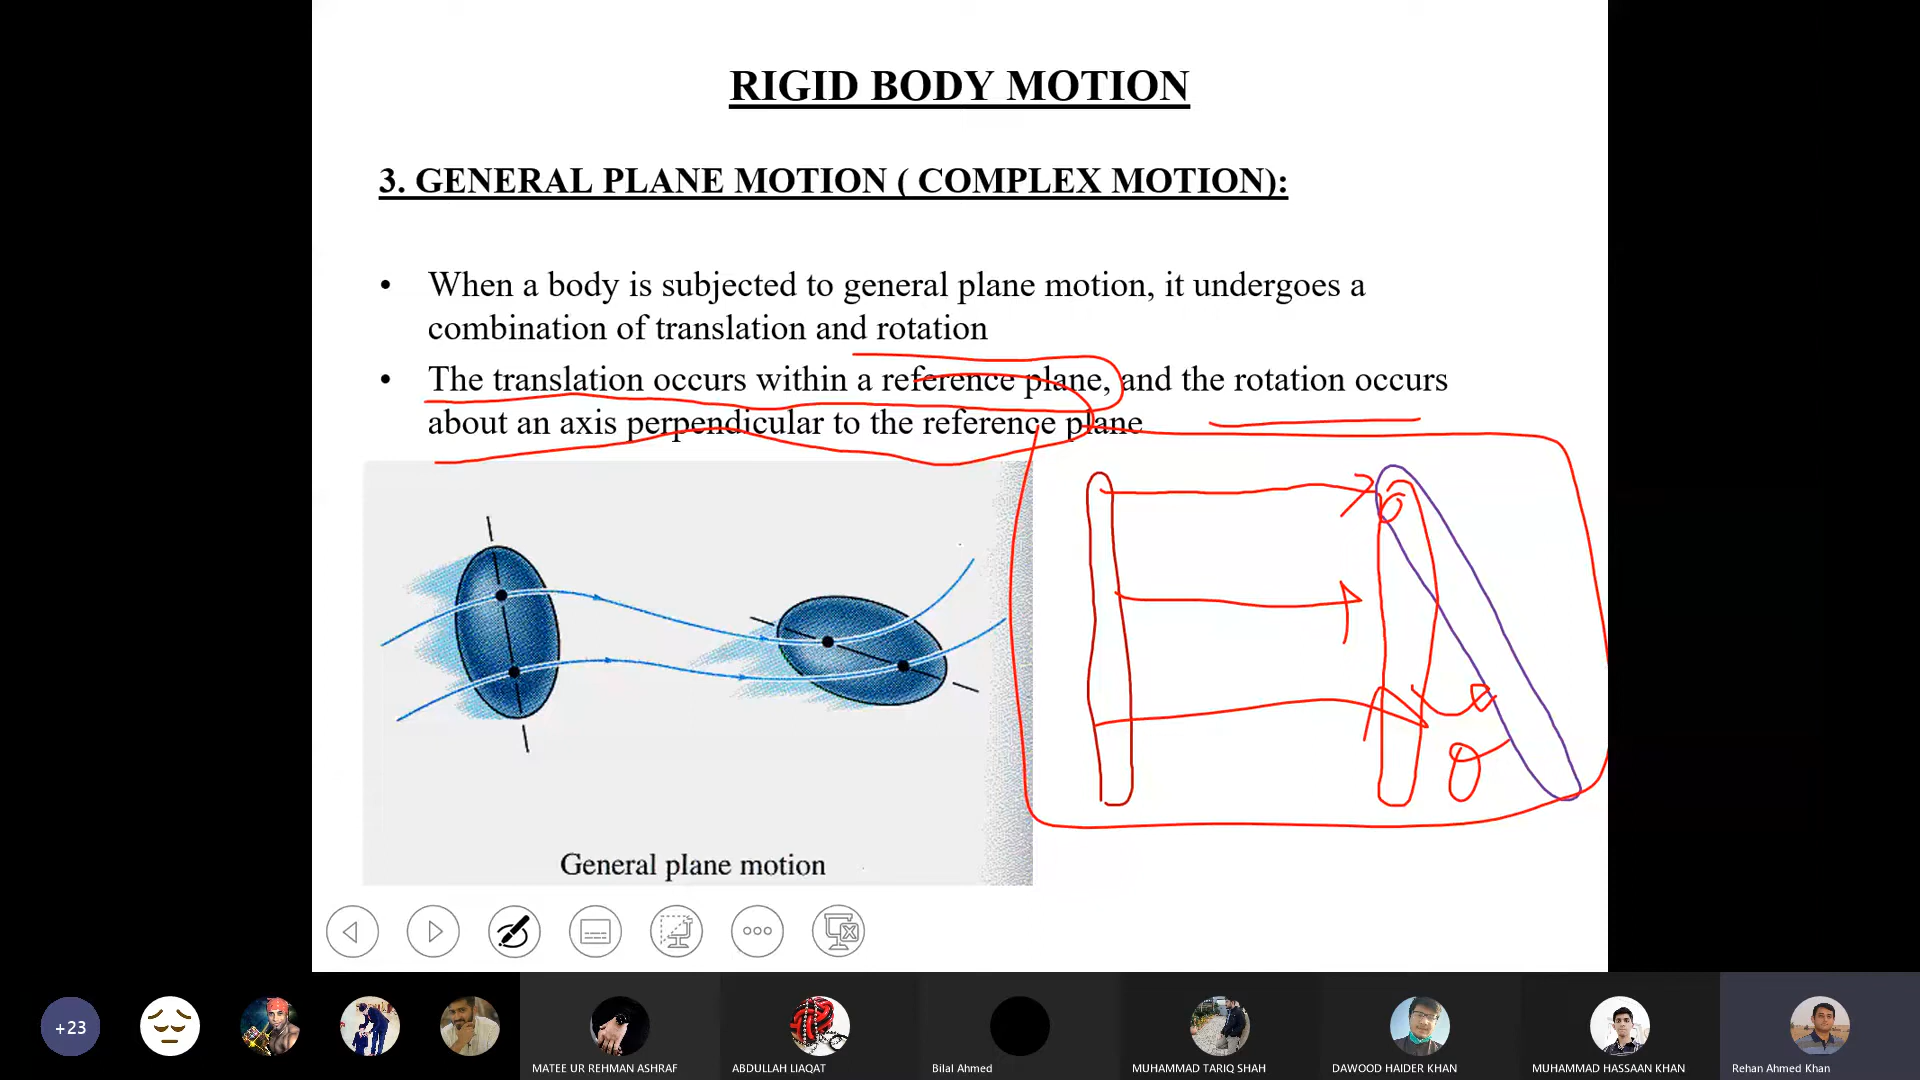 RIGID BODY MOTION
3. GENERAL PLANE MOTION ( COMPLEX MOTION):
• When a body is subjected to general plane motion, it undergoes a
combination of translation and rotation
• The translation occurs within a reference plane, and the rotation occurs
about an axis perpendicular to the reference plane
General plane motion
+23
MATEE UR REHMAN ASHRAF
ABDULLAH LIAQAT
Bilal Ahmed
MUHAMMAD TARIQ SHAH
DAWOOD HAIDER KHAN
MUHAMMAD HASSAAN KHAN
Rehan Ahmed Khan